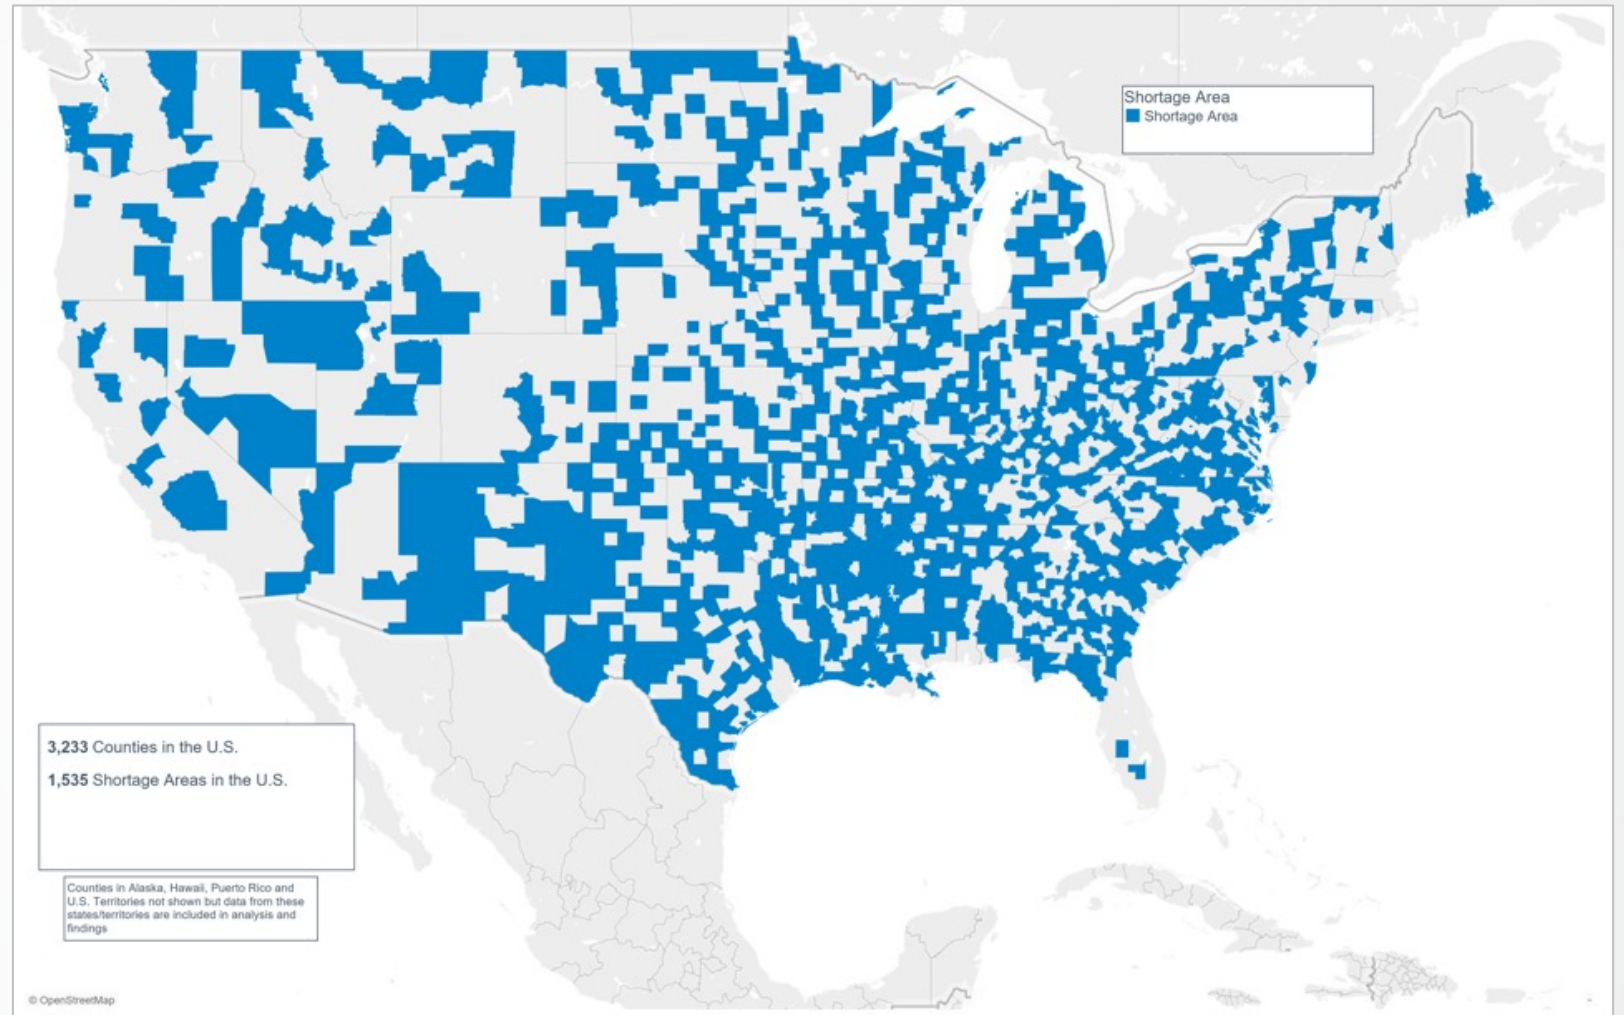 Shortage Area
Shortage Area
3,233 Counties in the U.S.
1,535 Shortage Areas in the U.S.
Counties in Alaska, Hawaii, Puerto Rico and
U.S. Territories not shown but data from these
states/territories are included in analysis and
findings
© OpenStreetMap